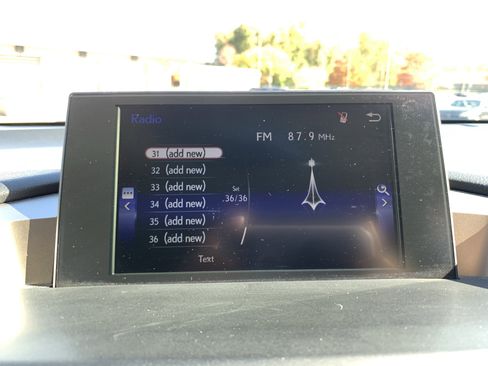 Radio
FM 87.9 MHz
31 (add new)
32 (add new)
33 (add new)
34 (add new)
35 (add new)
36 (add new)
Set
.36/36
Text